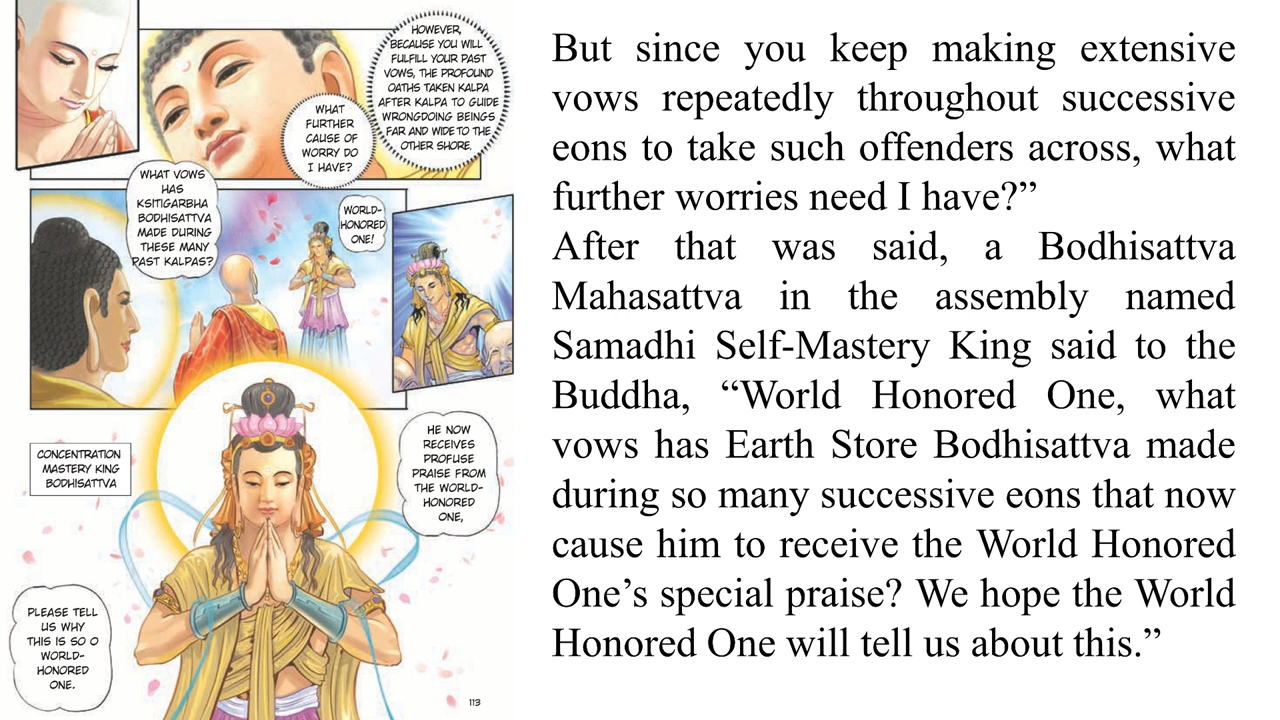 HOWEVER,
BECAUSE YOU WILL
FULFILL YOUR PAST
VOWS, THE PROFOUND
OATHS TAKEN KALPA
AFTER KALPA TO GUIDE
WRONGDOING BEINGS
FAR AND WIDE TO THE
OTHER SHORE.
WHAT
FURTHER
CAUSE OF
WORRY DO
I HAVE?
WHAT VOWS
HAS
KSITIGARBHA
BODHISATTVA
MADE DURING
THESE MANY
PAST KALPAS?
WORLD-
HONORED
ONE!
CONCENTRATION
MASTERY KING
BODHISATTVA
HE NOW
RECEIVES
PROFUSE
PRAISE FROM
THE WORLD-
HONORED
ONE,
PLEASE TELL
US WHY
THIS IS SO O
WORLD-
HONORED
ONE.
113
But since you keep making extensive
vows repeatedly throughout successive
eons to take such offenders across, what
further worries need I have?”
After that was said, a Bodhisattva
Mahasattva in the assembly named
Samadhi Self-Mastery King said to the
Buddha, “World Honored One, what
vows has Earth Store Bodhisattva made
during so many successive eons that now
cause him to receive the World Honored
One’s special praise? We hope the World
Honored One will tell us about this.”